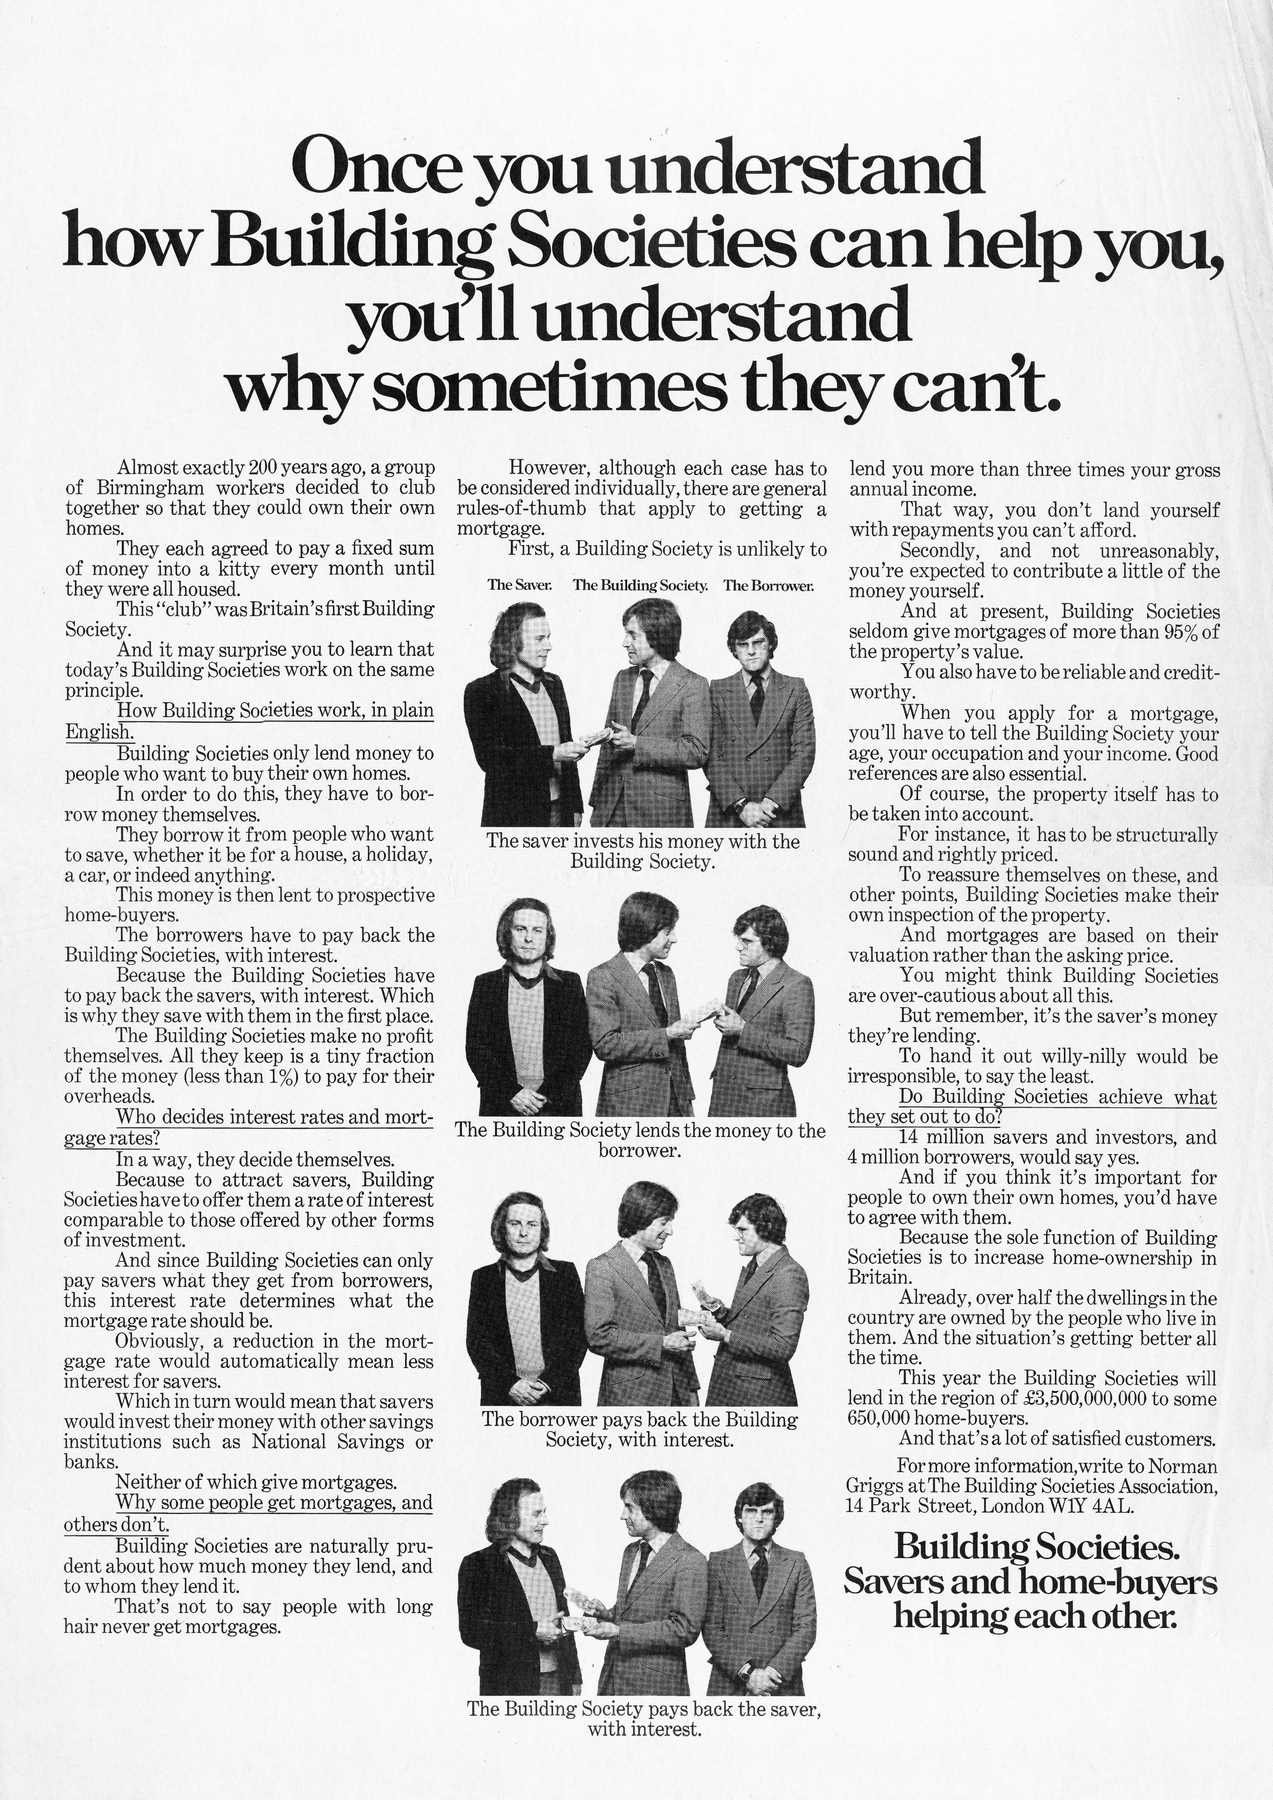 Once you understand
how Building Societies can help you,
you'll understand
why sometimes they can't.
Almost exactly 200 years ago, a group
of Birmingham workers decided to club
together so that they could own their own
homes.
They each agreed to pay a fixed sum
of money into a kitty every month until
they were all housed.
This "club" was Britain's first Building
Society.
And it may surprise you to learn that
today's Building Societies work on the same
principle.
How Building Societies work, in plain
English.
Building Societies only lend money to
people who want to buy their own homes.
In order to do this, they have to bor-
row money themselves.
They borrow it from people who want
to save, whether it be for a house, a holiday,
a car, or indeed anything.
This money is then lent to prospective
home-buyers.
The borrowers have to pay back the
Building Societies, with interest.
Because the Building Societies have
to pay back the savers, with interest. Which
is why they save with them in the first place.
The Building Societies make no profit
themselves. All they keep is a tiny fraction
of the money (less than 1%) to pay for their
overheads.
Who decides interest rates and mort-
gage rates?
In a way, they decide themselves.
Because to attract savers, Building
Societies have to offer them a rate of interest
comparable to those offered by other forms
of investment.
And since Building Societies can only
pay savers what they get from borrowers,
this interest rate determines what the
mortgage rate should be.
Obviously, a reduction in the mort-
gage rate would automatically mean less
interest for savers.
Which in turn would mean that savers
would invest their money with other savings
institutions such as National Savings or
banks.
Neither of which give mortgages.
Why some people get mortgages, and
others don't.
Building Societies are naturally pru-
dent about how much money they lend, and
to whom they lend it.
That's not to say people with long
hair never get mortgages.
However, although each case has to
be considered individually, there are general
rules-of-thumb that apply to getting a
mortgage.
First, a Building Society is unlikely to
The Saver. The Building Society. The Borrower.
The saver invests his money with the
Building Society.
The Building Society lends the money to the
borrower.
The borrower pays back the Building
Society, with interest.
The Building Society pays back the saver,
with interest.
lend you more than three times your gross
annual income.
That way, you don't land yourself
with repayments you can't afford.
Secondly, and not unreasonably,
you're expected to contribute a little of the
money yourself.
And at present, Building Societies
seldom give mortgages of more than 95% of
the property's value.
You also have to be reliable and credit-
worthy.
When you apply for a mortgage,
you'll have to tell the Building Society your
age, your occupation and your income. Good
references are also essential.
Of course, the property itself has to
be taken into account.
For instance, it has to be structurally
sound and rightly priced.
To reassure themselves on these, and
other points, Building Societies make their
own inspection of the property.
And mortgages are based on their
valuation rather than the asking price.
You might think Building Societies
are over-cautious about all this.
But remember, it's the saver's money
they're lending.
To hand it out willy-nilly would be
irresponsible, to say the least.
Do Building Societies achieve what
they set out to do?
14 million savers and investors, and
4 million borrowers, would say yes.
And if you think it's important for
people to own their own homes, you'd have
to agree with them.
Because the sole function of Building
Societies is to increase home-ownership in
Britain.
Already, over half the dwellings in the
country are owned by the people who live in
them. And the situation's getting better all
the time.
This year the Building Societies will
lend in the region of £3,500,000,000 to some
650,000 home-buyers.
And that's a lot of satisfied customers.
For more information, write to Norman
Griggs at The Building Societies Association,
14 Park Street, London W1Y 4AL.
Building Societies.
Savers and home-buyers
helping each other.